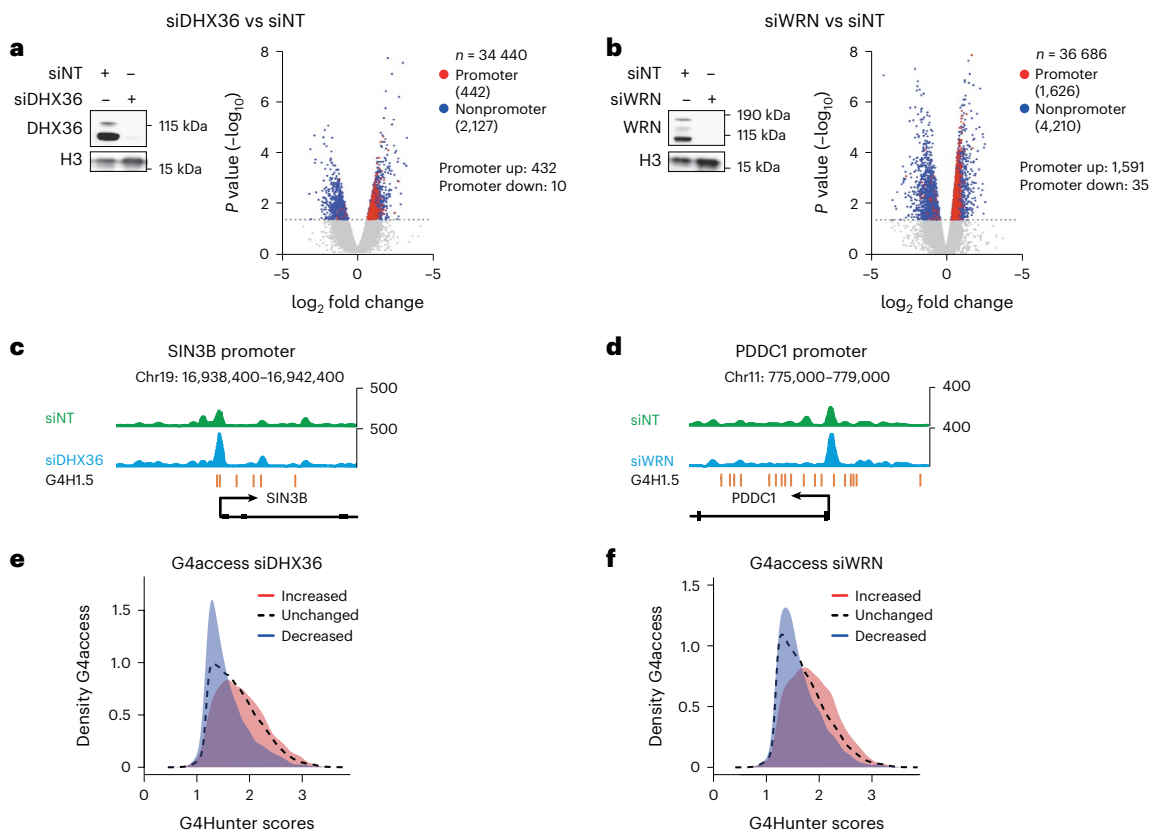 siDHX36 vs siNT
a
siNT + –
siDHX36 – +
DHX36
115 kDa
H3
15 kDa
P value (–log10)
8
6
4
2
0
–5
0
–5
log2 fold change
n = 34 440
Promoter
(442)
Nonpromoter
(2,127)
Promoter up: 432
Promoter down: 10
siWRN vs siNT
b
siNT + –
siWRN – +
WRN
190 kDa
115 kDa
H3
15 kDa
P value (–log10)
8
6
4
2
0
–5
0
–5
log2 fold change
n = 36 686
Promoter
(1,626)
Nonpromoter
(4,210)
Promoter up: 1,591
Promoter down: 35
c
SIN3B promoter
Chr19: 16,938,400–16,942,400
500
siNT
500
siDHX36
G4H1.5
SIN3B
d
PDDC1 promoter
Chr11: 775,000–779,000
400
siNT
400
siWRN
G4H1.5
PDDC1
e
G4access siDHX36
Density G4access
1.5
1.0
0.5
0
0
1
2
3
G4Hunter scores
Increased
Unchanged
Decreased
f
G4access siWRN
Density G4access
1.5
1.0
0.5
0
0
1
2
3
G4Hunter scores
Increased
Unchanged
Decreased